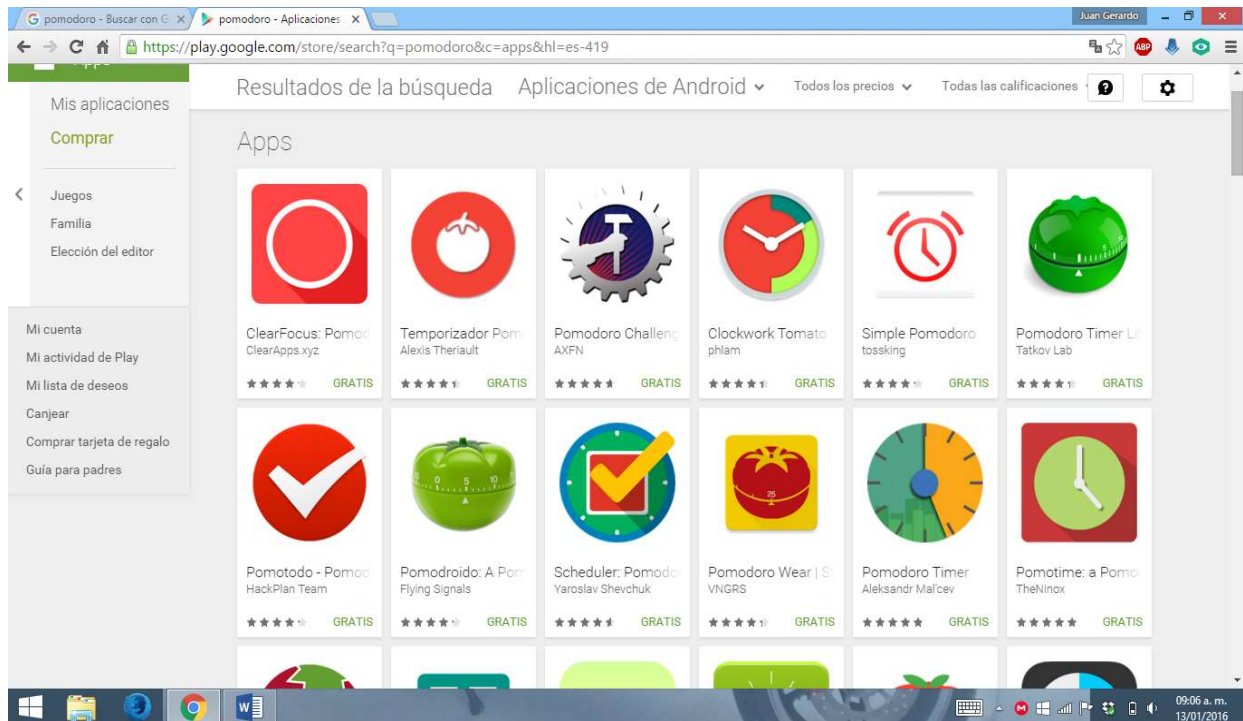 Juan Gerardo
pomodoro - Buscar con G
pomodoro - Aplicaciones
https://play.google.com/store/search?q=pomodoro&c=apps&hl=es-419
ABP
Apps
Mis aplicaciones
Comprar
Juegos
Familia
Elección del editor
Mi cuenta
Mi actividad de Play
Mi lista de deseos
Canjear
Comprar tarjeta de regalo
Guía para padres
Resultados de la búsqueda Aplicaciones de Android Todos los precios Todas las calificaciones
Apps
ClearFocus: Pomod
ClearApps.xyz
GRATIS
Temporizador Pom
Alexis Theriault
GRATIS
Pomodoro Challeng
AXFN
GRATIS
Clockwork Tomato
phlam
GRATIS
Simple Pomodoro
tossking
GRATIS
Pomodoro Timer Li
Tatkov Lab
GRATIS
Pomotodo - Pomod
HackPlan Team
GRATIS
0 5 10
Pomodroido: A Pom
Flying Signals
GRATIS
Scheduler: Pomodo
Yaroslav Shevchuk
GRATIS
25
Pomodoro Wear | S
VNGRS
GRATIS
Pomodoro Timer
Aleksandr Mal'cev
GRATIS
Pomotime: a Pomo
TheNinox
GRATIS
09:06 a. m.
13/01/2016